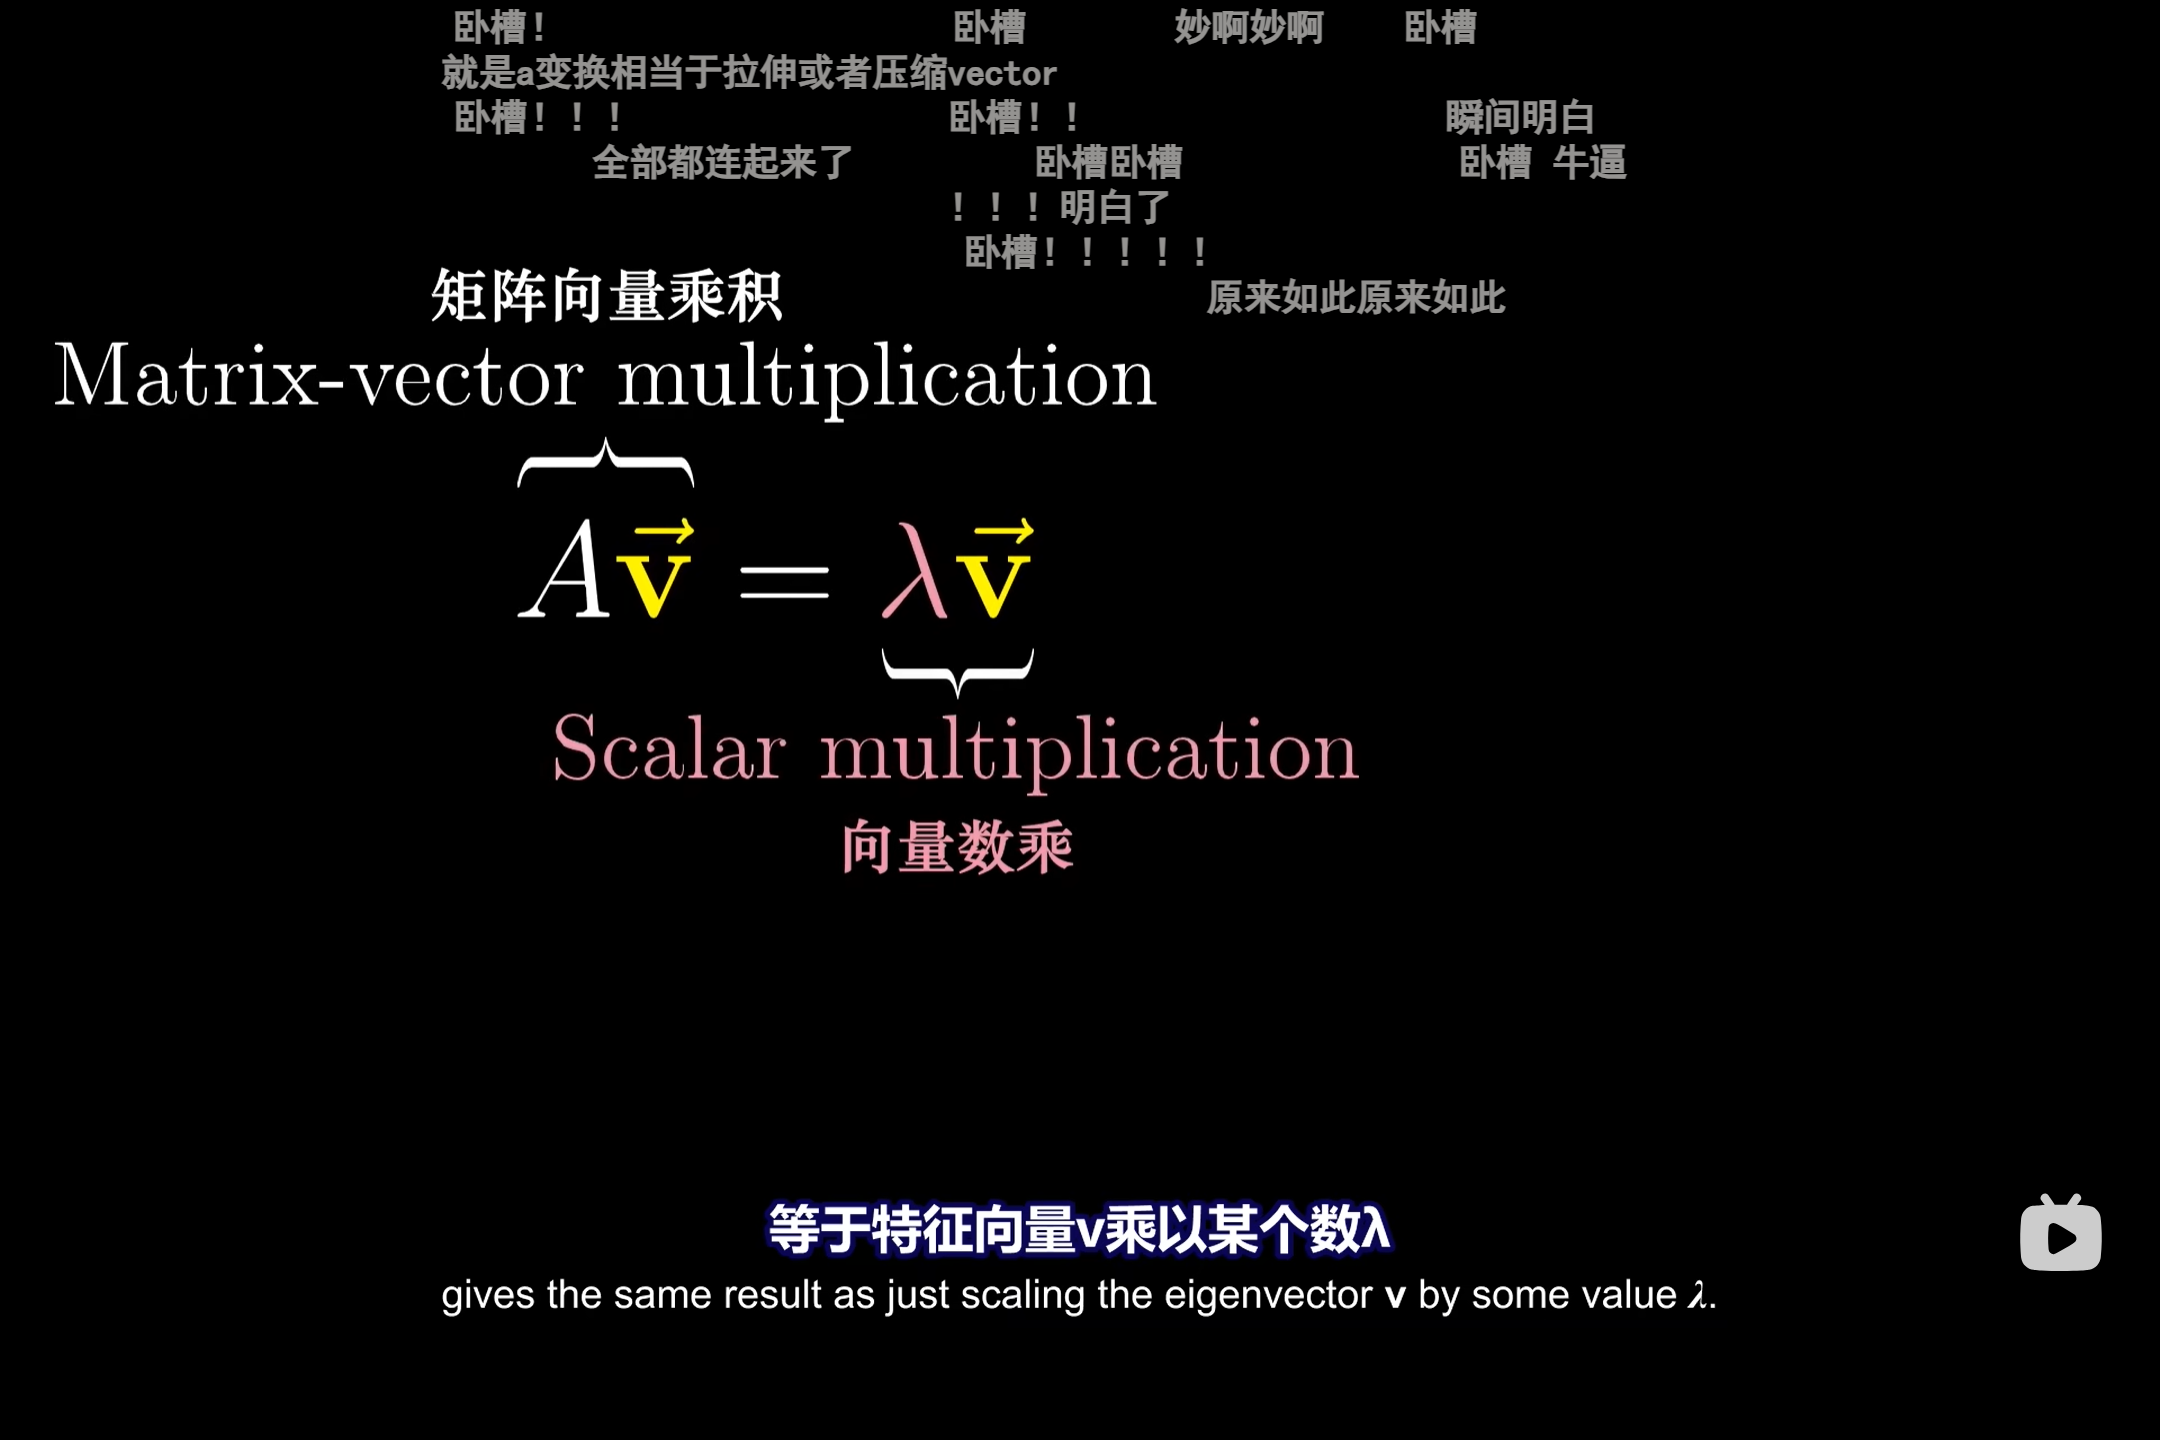 卧槽！ 卧槽 妙啊妙啊 卧槽
就是a变换相当于拉伸或者压缩vector
卧槽！！！ 卧槽！！ 瞬间明白
全部都连起来了 卧槽卧槽 卧槽 牛逼
！！！明白了
卧槽！！！！！
原来如此原来如此
矩阵向量乘积
Matrix-vector multiplication
A\vec{v} = λ\vec{v}
Scalar multiplication
向量数乘
等于特征向量v乘以某个数λ
gives the same result as just scaling the eigenvector v by some value λ.